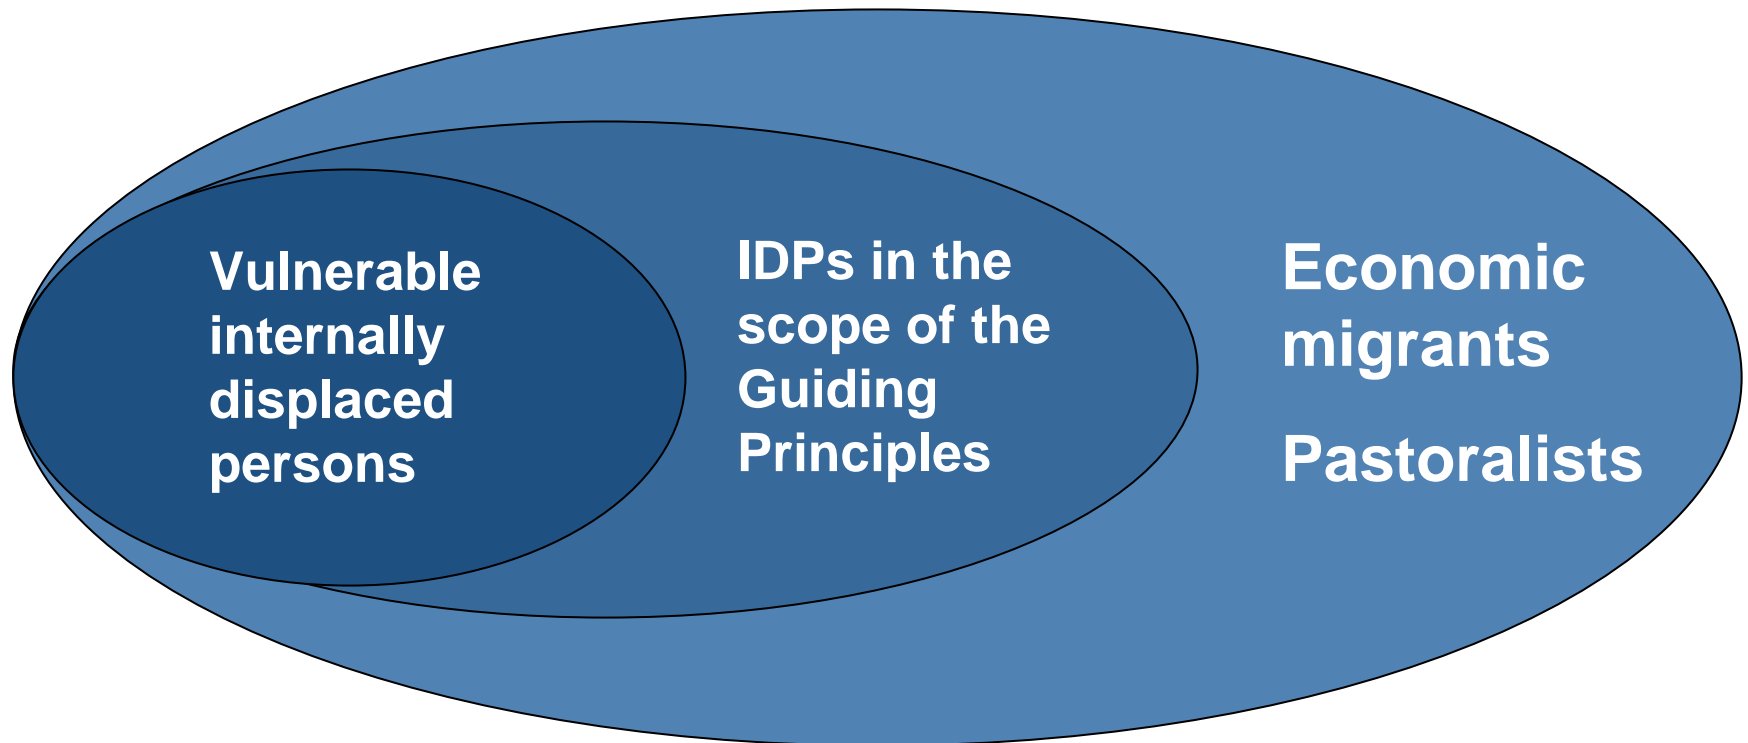 Vulnerable
internally
displaced
persons
IDPs in the
scope of the
Guiding
Principles
Economic
migrants
Pastoralists